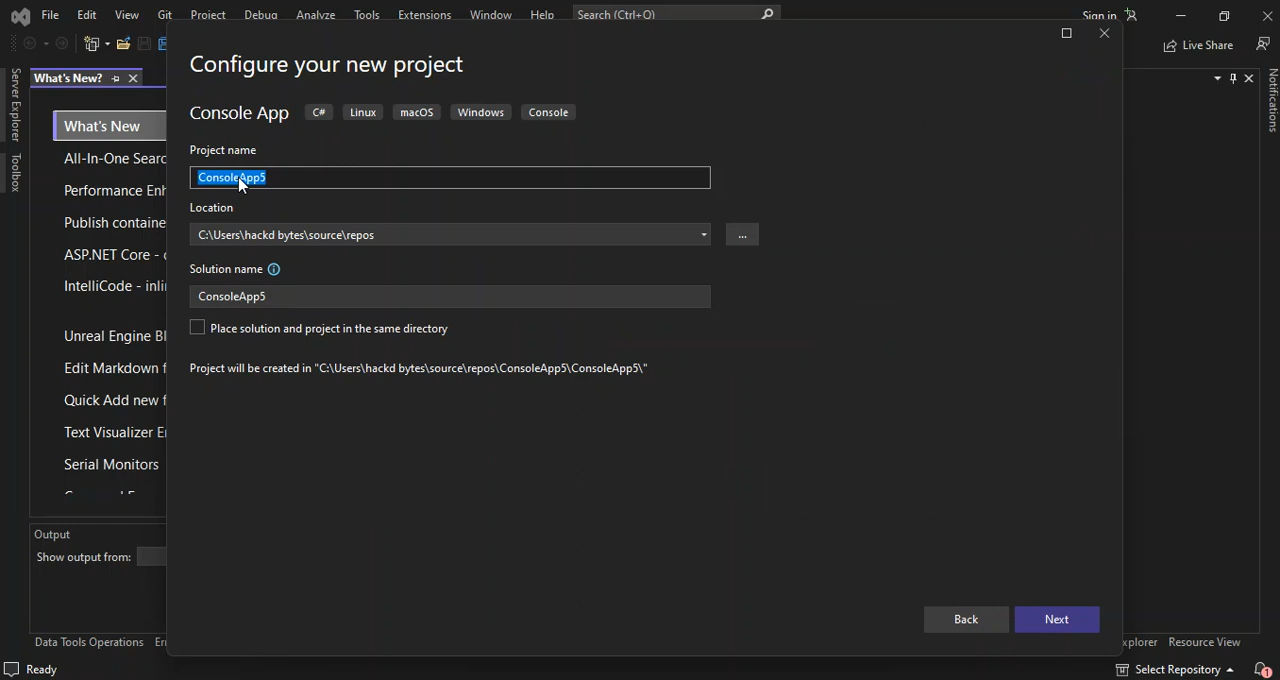 File Edit View Git Project Debug Analyze Tools Extensions Window Help Search (Ctrl+Q) Sign in
Live Share
What's New?
Server Explorer
Toolbox
Notifications
What's New
All-In-One Searc
Performance Enh
Publish containe
ASP.NET Core -
IntelliCode - inli
Unreal Engine Bl
Edit Markdown f
Quick Add new f
Text Visualizer E
Serial Monitors
Configure your new project
Console App C# Linux macOS Windows Console
Project name
ConsoleApp5
Location
C:\Users\hackd bytes\source\repos
...
Solution name
ConsoleApp5
Place solution and project in the same directory
Project will be created in "C:\Users\hackd bytes\source\repos\ConsoleApp5\ConsoleApp5\"
Back Next
Output
Show output from:
Data Tools Operations Er
xplorer Resource View
Ready
Select Repository
1